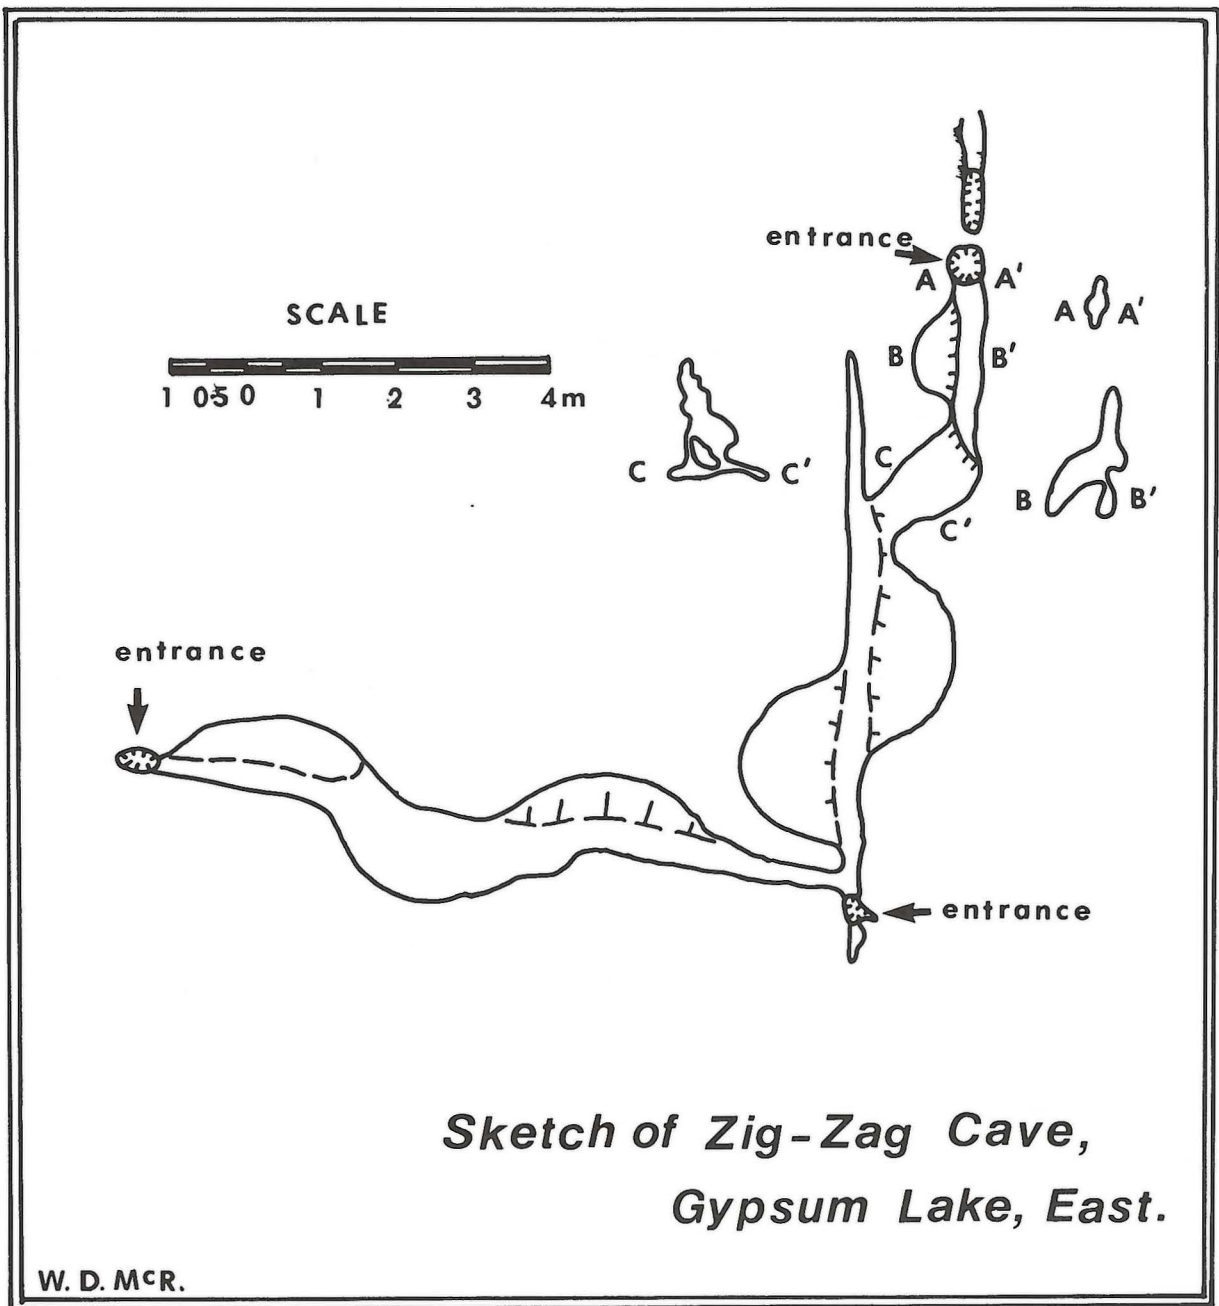 entrance
A A'
SCALE
A A'
B B'
1 0·5 0 1 2 3 4m
C
C C'
B B'
C'
entrance
entrance
Sketch of Zig-Zag Cave,
Gypsum Lake, East.
W. D. McR.